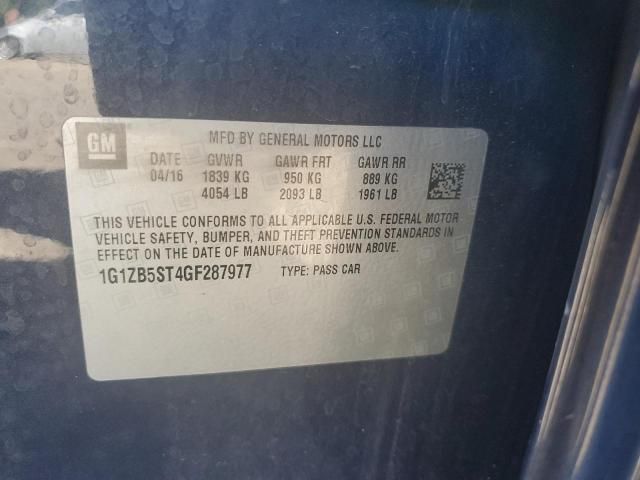 GM
MFD BY GENERAL MOTORS LLC
DATE GVWR GAWR FRT GAWR RR
04/16 1839 KG 950 KG 889 KG
4054 LB 2093 LB 1961 LB
THIS VEHICLE CONFORMS TO ALL APPLICABLE U.S. FEDERAL MOTOR
VEHICLE SAFETY, BUMPER, AND THEFT PREVENTION STANDARDS IN
EFFECT ON THE DATE OF MANUFACTURE SHOWN ABOVE.
1G1ZB5ST4GF287977 TYPE: PASS CAR